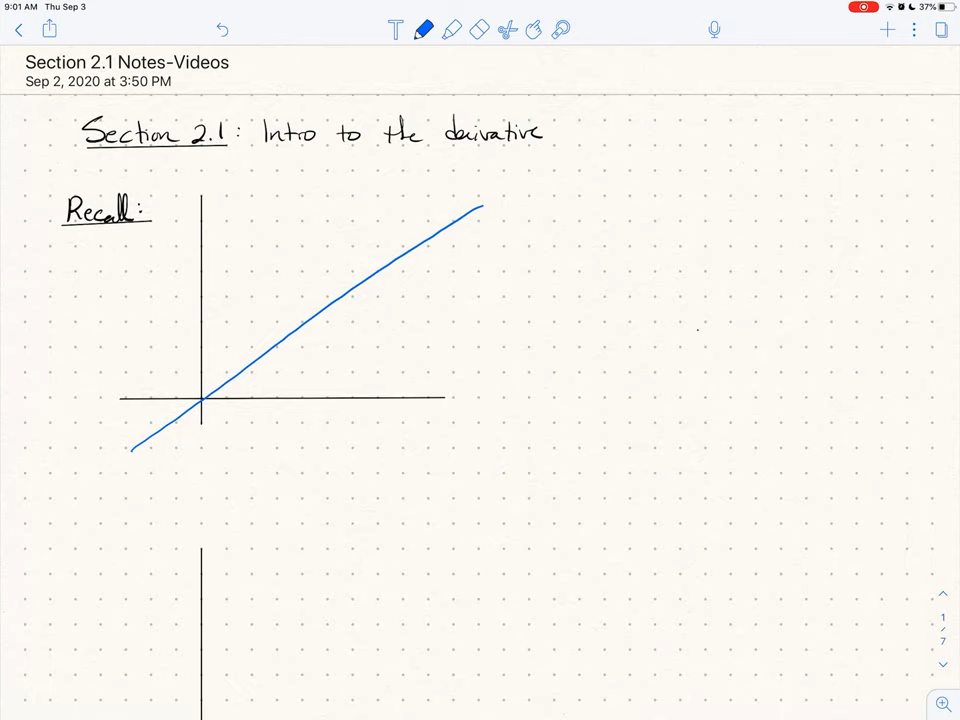 9:01 AM Thu Sep 3
37%
T
Section 2.1 Notes-Videos
Sep 2, 2020 at 3:50 PM
Section 2.1: Intro to the derivative
Recall:
1
/
7